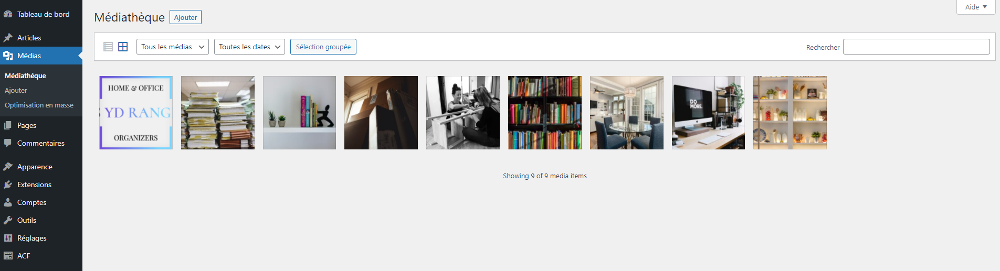 Tableau de bord
Articles
Médias
Médiathèque
Ajouter
Optimisation en masse
Pages
Commentaires
Apparence
Extensions
Comptes
Outils
Réglages
ACF
Médiathèque
Ajouter
Aide
Tous les médias
Toutes les dates
Sélection groupée
Rechercher
HOME & OFFICE
YD RANG
ORGANIZERS
DO
MORE.
Showing 9 of 9 media items